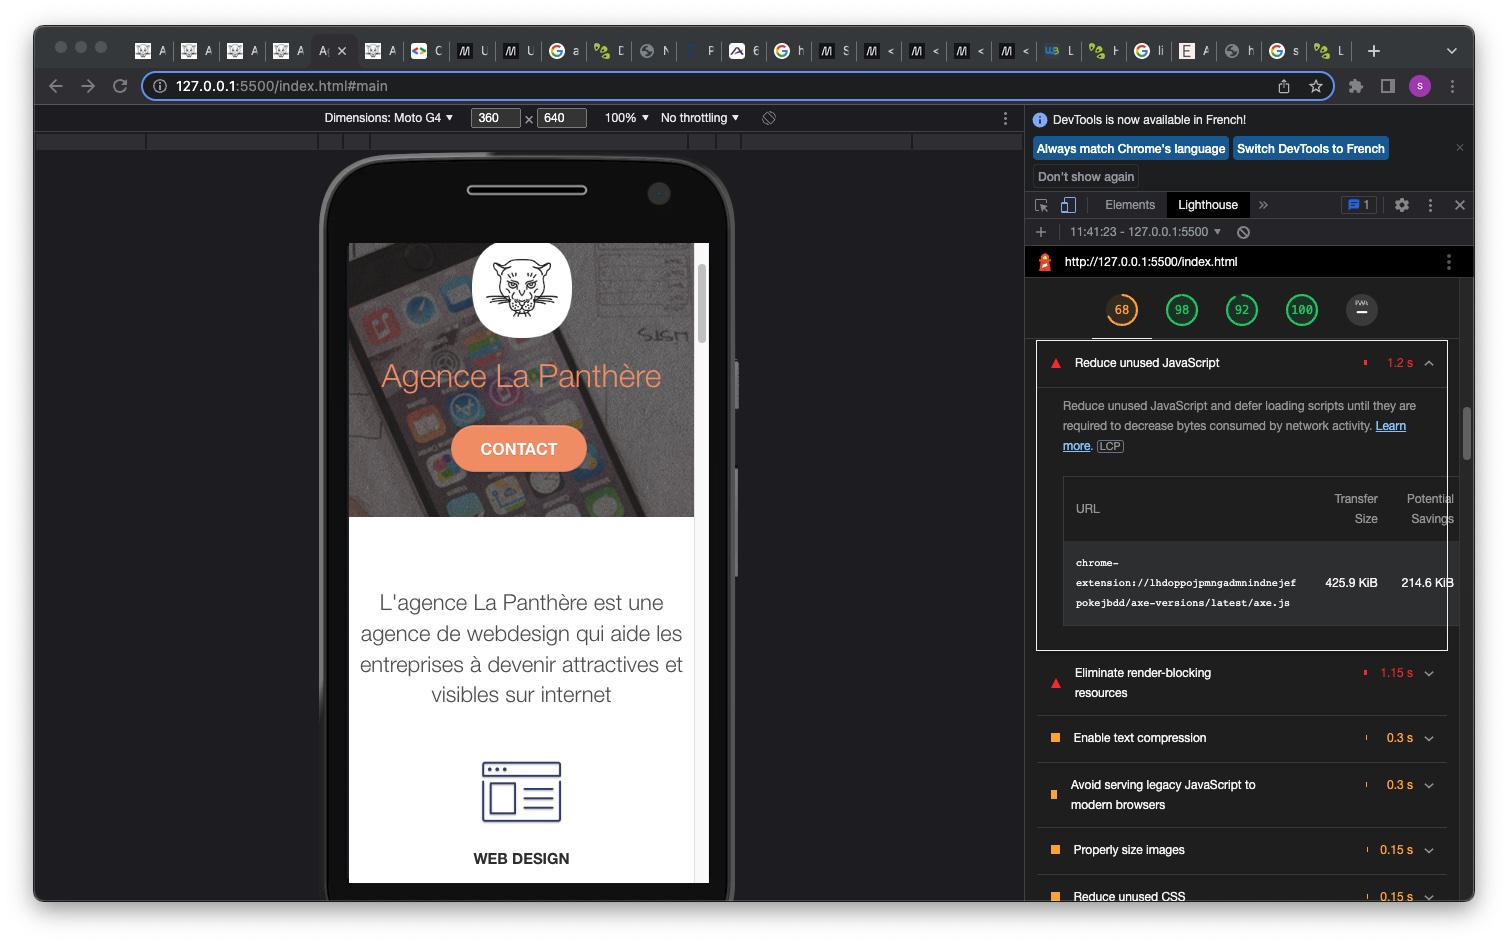 A
A
A
A
Ag
A
C
U
U
a
D
N
P
6
h
S
<
<
<
<
L
H
li
A
h
s
L
127.0.0.1:5500/index.html#main
s
Dimensions: Moto G4
360 × 640
100%
No throttling
Agence La Panthère
CONTACT
L'agence La Panthère est une
agence de webdesign qui aide les
entreprises à devenir attractives et
visibles sur internet
WEB DESIGN
DevTools is now available in French!
Always match Chrome's language
Switch DevTools to French
Don't show again
Elements
Lighthouse
1
11:41:23 - 127.0.0.1:5500
http://127.0.0.1:5500/index.html
68
98
92
100
PWA
Reduce unused JavaScript 1.2 s
Reduce unused JavaScript and defer loading scripts until they are
required to decrease bytes consumed by network activity. Learn
more. LCP
URL
Transfer
Size
Potential
Savings
chrome-
extension://lhdoppojpmngadmnindnejef
pokejbdd/axe-versions/latest/axe.js
425.9 KiB
214.6 KiB
Eliminate render-blocking
resources
1.15 s
Enable text compression 0.3 s
Avoid serving legacy JavaScript to
modern browsers
0.3 s
Properly size images 0.15 s
Reduce unused CSS 0.15 s